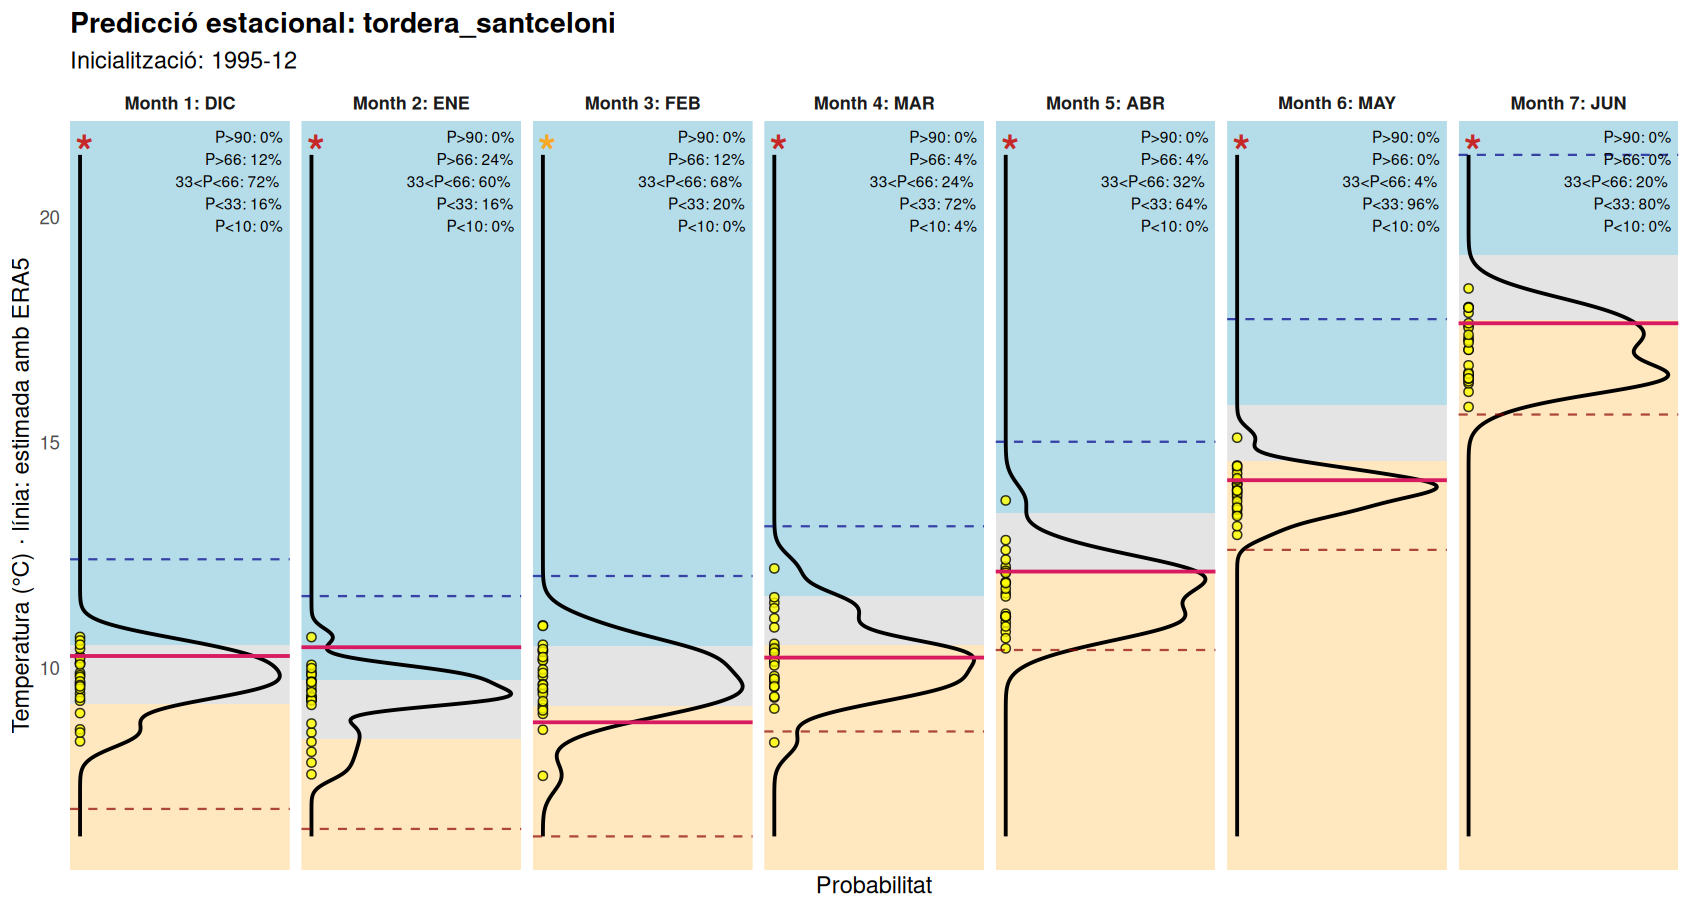 Predicció estacional: tordera_santceloni
Inicialització: 1995-12
Month 1: DIC
Month 2: ENE
Month 3: FEB
Month 4: MAR
Month 5: ABR
Month 6: MAY
Month 7: JUN
*
P>90: 0%
P>66: 12%
33<P<66: 72%
P<33: 16%
P<10: 0%
*
P>90: 0%
P>66: 24%
33<P<66: 60%
P<33: 16%
P<10: 0%
*
P>90: 0%
P>66: 12%
33<P<66: 68%
P<33: 20%
P<10: 0%
*
P>90: 0%
P>66: 4%
33<P<66: 24%
P<33: 72%
P<10: 4%
*
P>90: 0%
P>66: 4%
33<P<66: 32%
P<33: 64%
P<10: 0%
*
P>90: 0%
P>66: 0%
33<P<66: 4%
P<33: 96%
P<10: 0%
*
P>90: 0%
P>66: 0%
33<P<66: 20%
P<33: 80%
P<10: 0%
20
15
10
Temperatura (°C) · línia: estimada amb ERA5
Probabilitat